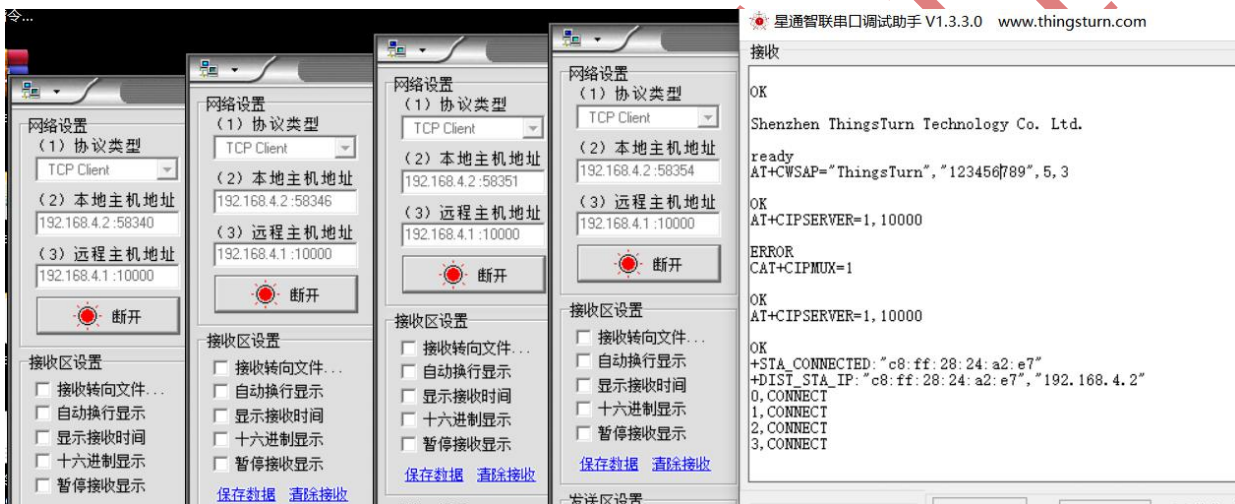 令...
网络设置
(1) 协议类型
TCP Client
(2) 本地主机地址
192.168.4.2 :58340
(3) 远程主机地址
192.168.4.1 :10000
断开
接收区设置
接收转向文件...
自动换行显示
显示接收时间
十六进制显示
暂停接收显示
网络设置
(1) 协议类型
TCP Client
(2) 本地主机地址
192.168.4.2 :58346
(3) 远程主机地址
192.168.4.1 :10000
断开
接收区设置
接收转向文件...
自动换行显示
显示接收时间
十六进制显示
暂停接收显示
保存数据 清除接收
网络设置
(1) 协议类型
TCP Client
(2) 本地主机地址
192.168.4.2 :58351
(3) 远程主机地址
192.168.4.1 :10000
断开
接收区设置
接收转向文件...
自动换行显示
显示接收时间
十六进制显示
暂停接收显示
保存数据 清除接收
网络设置
(1) 协议类型
TCP Client
(2) 本地主机地址
192.168.4.2 :58354
(3) 远程主机地址
192.168.4.1 :10000
断开
接收区设置
接收转向文件...
自动换行显示
显示接收时间
十六进制显示
暂停接收显示
保存数据 清除接收
发送区设置
星通智联串口调试助手 V1.3.3.0 www.thingsturn.com
接收
OK
Shenzhen ThingsTurn Technology Co. Ltd.
ready
AT+CWSAP="ThingsTurn","123456789",5,3
OK
AT+CIPSERVER=1,10000
ERROR
CAT+CIPMUX=1
OK
AT+CIPSERVER=1,10000
OK
+STA_CONNECTED:"c8:ff:28:24:a2:e7"
+DIST_STA_IP:"c8:ff:28:24:a2:e7","192.168.4.2"
0,CONNECT
1,CONNECT
2,CONNECT
3,CONNECT